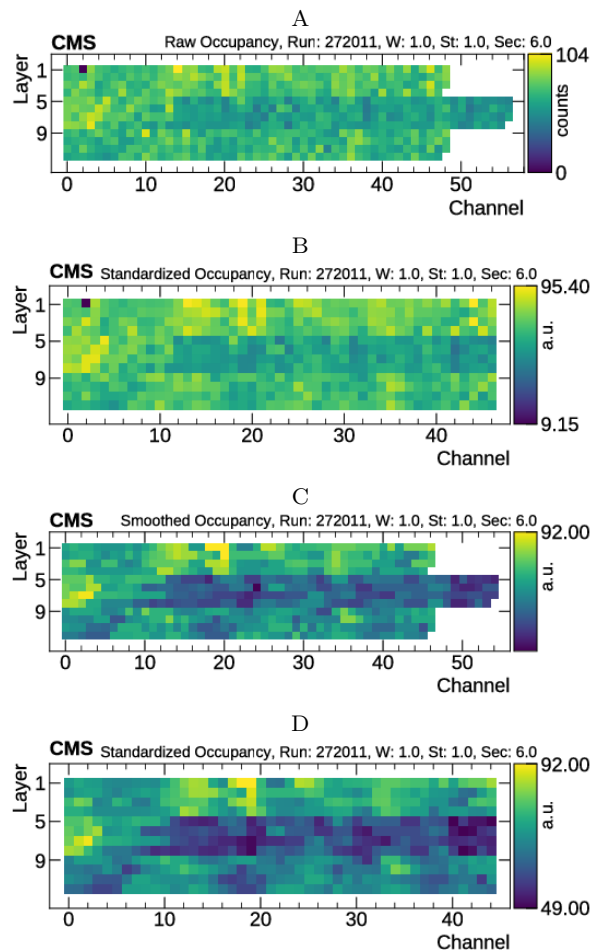 A
CMS Raw Occupancy, Run: 272011, W: 1.0, St: 1.0, Sec: 6.0
Layer
1
5
9
104
counts
0
0 10 20 30 40 50
Channel
B
CMS Standardized Occupancy, Run: 272011, W: 1.0, St: 1.0, Sec: 6.0
Layer
1
5
9
95.40
a.u.
9.15
0 10 20 30 40
Channel
C
CMS Smoothed Occupancy, Run: 272011, W: 1.0, St: 1.0, Sec: 6.0
Layer
1
5
9
92.00
a.u.
0 10 20 30 40 50
Channel
D
CMS Standardized Occupancy, Run: 272011, W: 1.0, St: 1.0, Sec: 6.0
Layer
1
5
9
92.00
a.u.
49.00
0 10 20 30 40
Channel